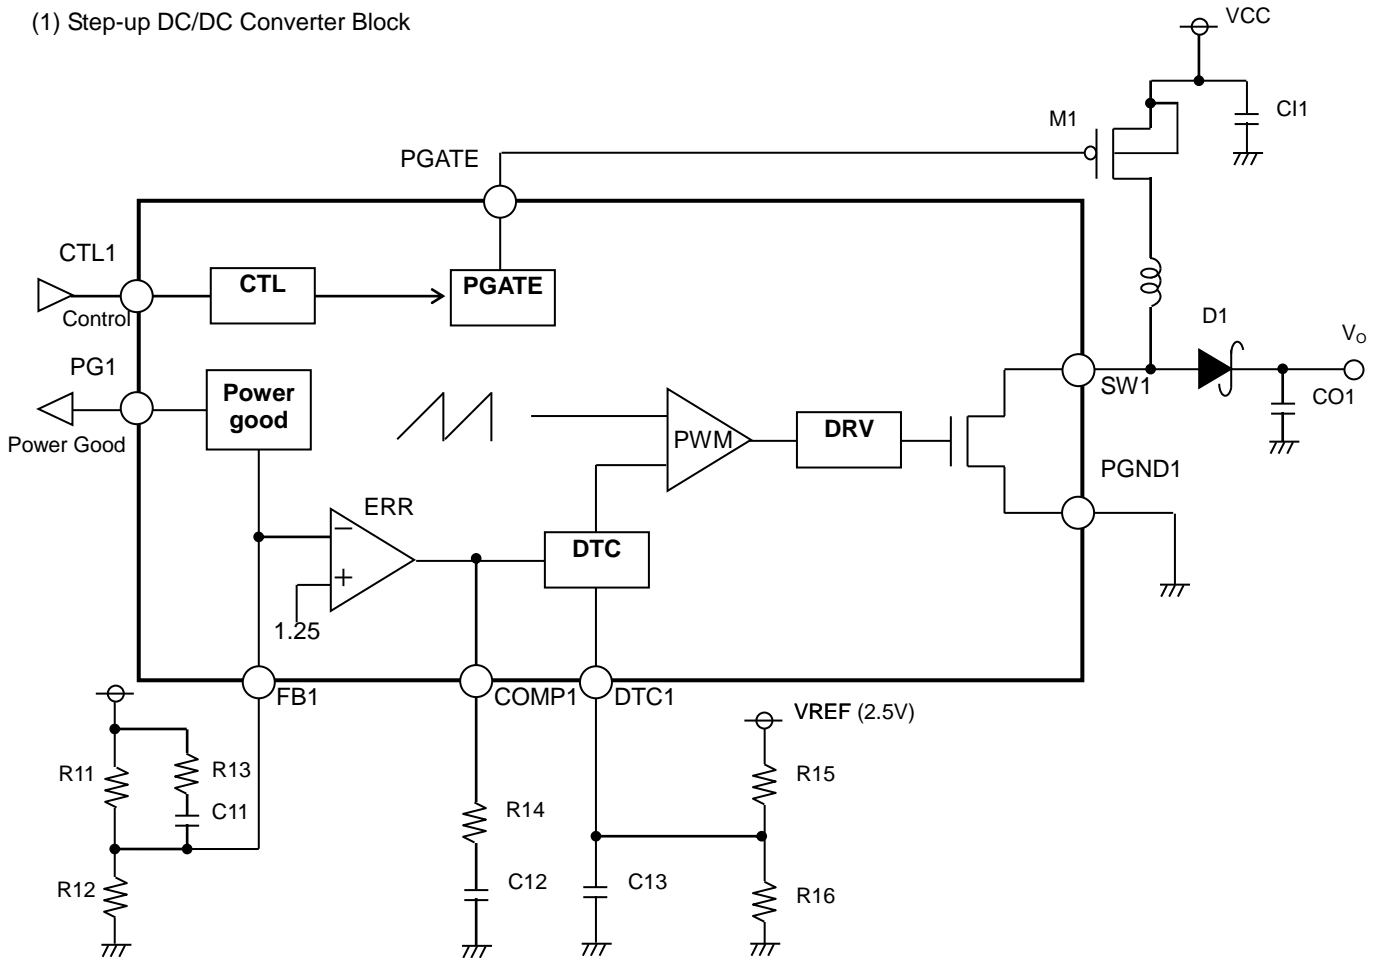 (1) Step-up DC/DC Converter Block
VCC
CI1
M1
PGATE
CTL1
CTL
PGATE
Control
D1
VO
PG1
SW1
CO1
Power
good
PWM
DRV
Power Good
PGND1
ERR
−
DTC
+
1.25
FB1
COMP1
DTC1
VREF (2.5V)
R11
R13
R15
C11
R14
R12
C12
C13
R16